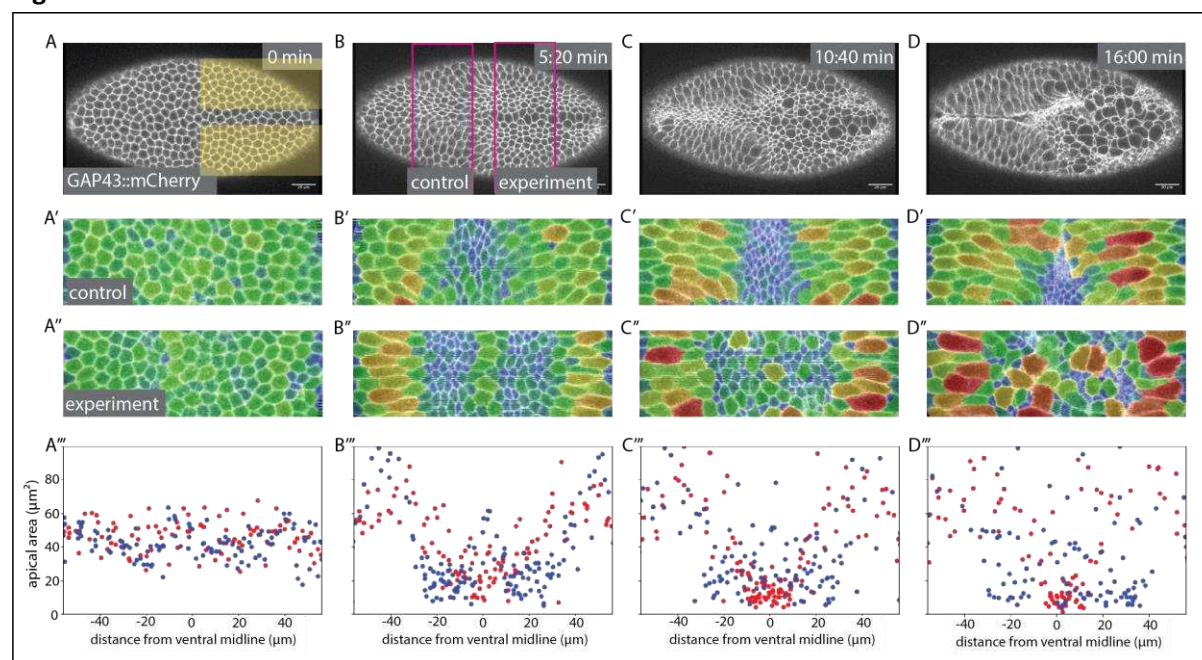 A
0 min
B
5:20 min
C
10:40 min
D
16:00 min
GAP43::mCherry
control
experiment
A'
B'
C'
D'
control
A"
B"
C"
D"
experiment
A'''
B'''
C'''
D'''
apical area (µm²)
80
60
40
20
0
-40 -20 0 20 40
-40 -20 0 20 40
-40 -20 0 20 40
-40 -20 0 20 40
distance from ventral midline (µm)
distance from ventral midline (µm)
distance from ventral midline (µm)
distance from ventral midline (µm)